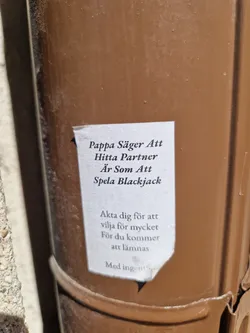 Pappa Säger Att
Hitta Partner
Är Som Att
Spela Blackjack
Akta dig för att
vilja för mycket
För du kommer
att lämnas
Med